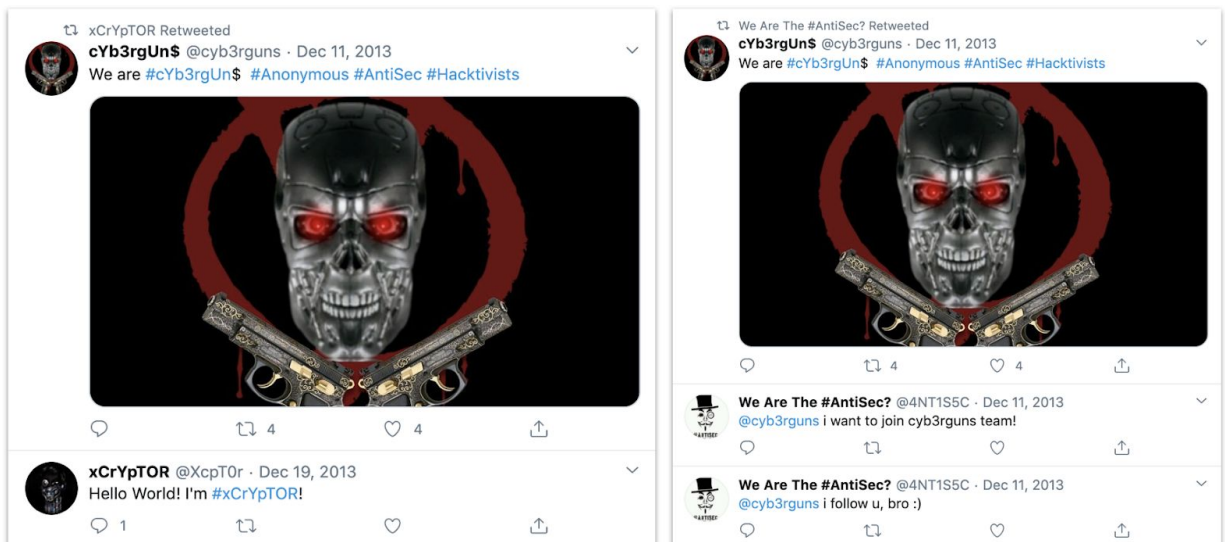 xCrYpTOR Retweeted
cYb3rgUn$ @cyb3rguns · Dec 11, 2013
We are #cYb3rgUn$ #Anonymous #AntiSec #Hacktivists
4 4
xCrYpTOR @XcpT0r · Dec 19, 2013
Hello World! I'm #xCrYpTOR!
1
We Are The #AntiSec? Retweeted
cYb3rgUn$ @cyb3rguns · Dec 11, 2013
We are #cYb3rgUn$ #Anonymous #AntiSec #Hacktivists
4 4
We Are The #AntiSec? @4NT1S5C · Dec 11, 2013
@cyb3rguns i want to join cyb3rguns team!
We Are The #AntiSec? @4NT1S5C · Dec 11, 2013
@cyb3rguns i follow u, bro :)